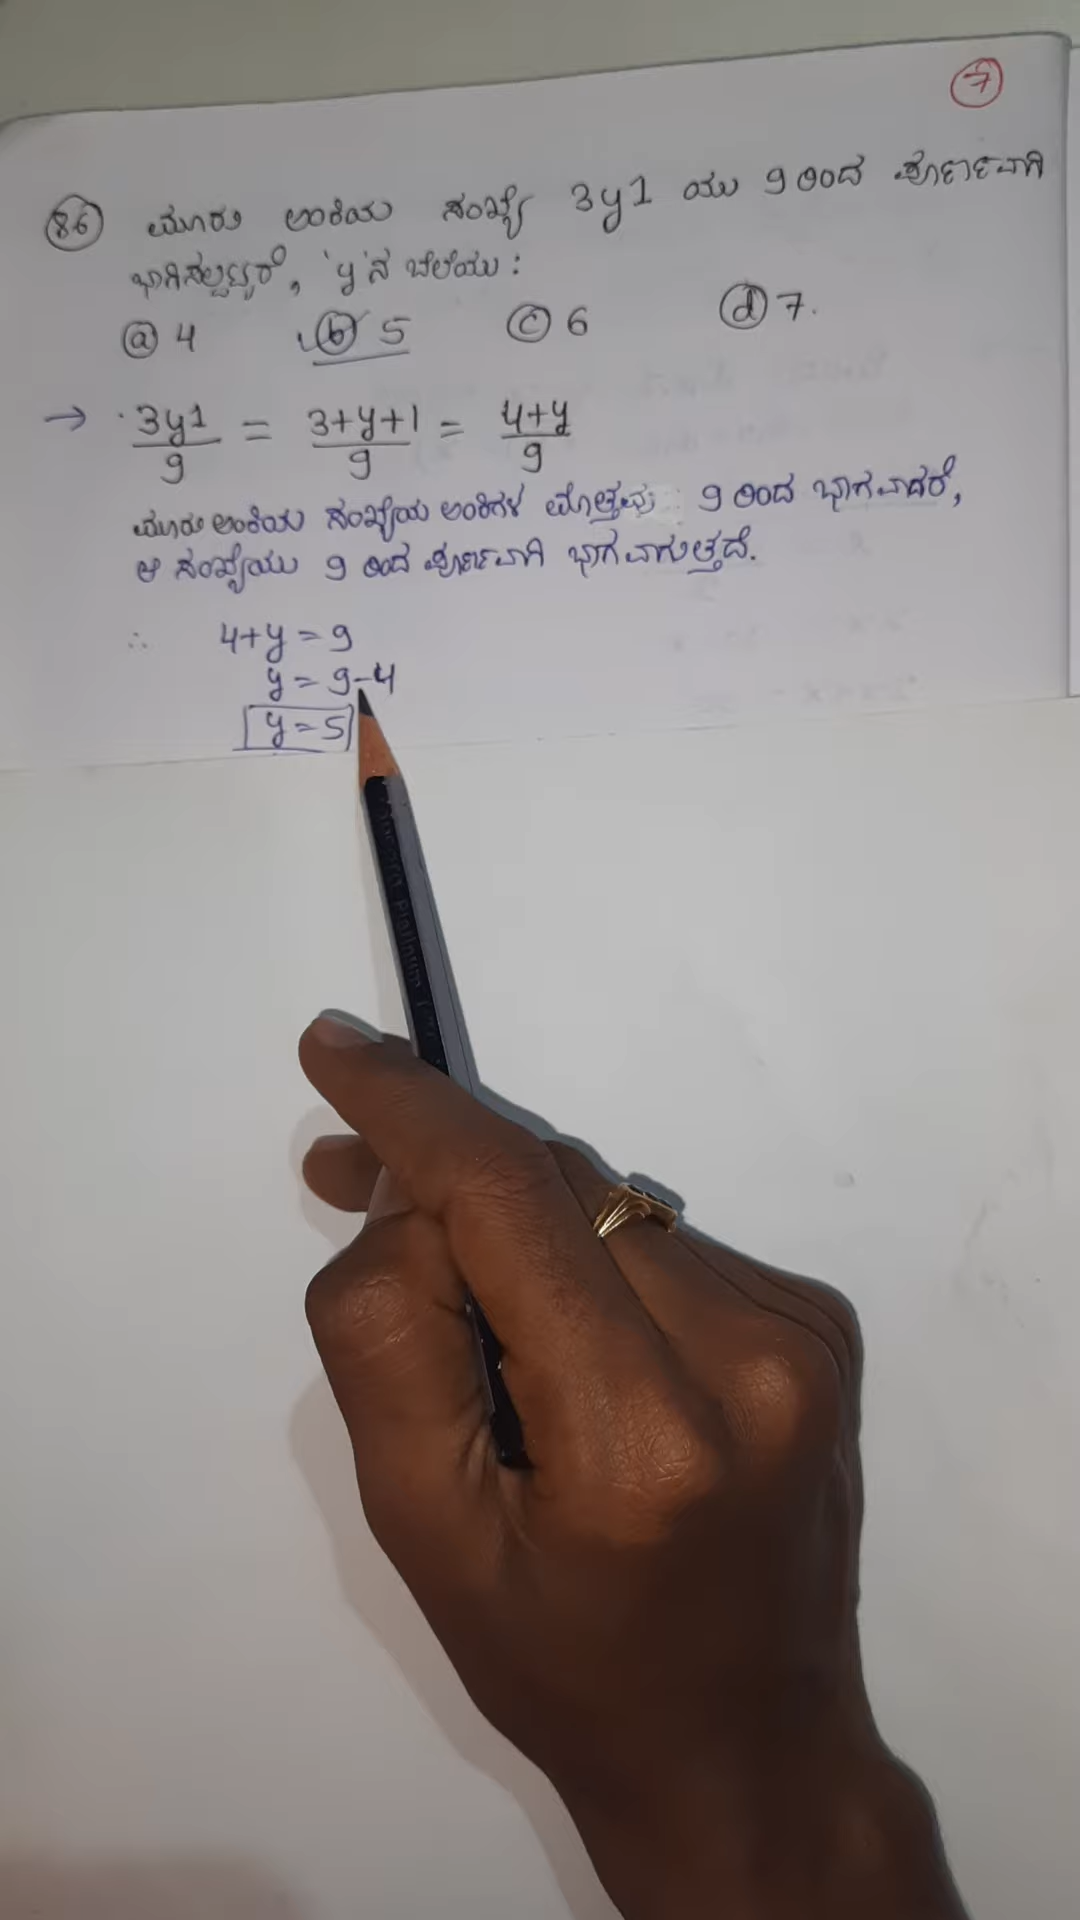 7
86 ಮೂರು ಅಂಕಿಯ ಸಂಖ್ಯೆ 3y1 ಯು 9 ರಿಂದ ಪೂರ್ಣವಾಗಿ
ಭಾಗಿಸಲ್ಪಟ್ಟರೆ, 'y' ನ ಬೆಲೆಯು :
ⓐ 4 ⓑ 5 ⓒ 6 ⓓ 7.
→ 3y1/9 = 3+y+1/9 = 4+y/9
ಮೂರು ಅಂಕಿಯ ಸಂಖ್ಯೆಯ ಅಂಕಿಗಳ ಮೊತ್ತವು 9 ರಿಂದ ಭಾಗವಾದರೆ,
ಆ ಸಂಖ್ಯೆಯು 9 ರಿಂದ ಪೂರ್ಣವಾಗಿ ಭಾಗವಾಗುತ್ತದೆ.
∴ 4+y = 9
y = 9-4
y = 5
Platinum